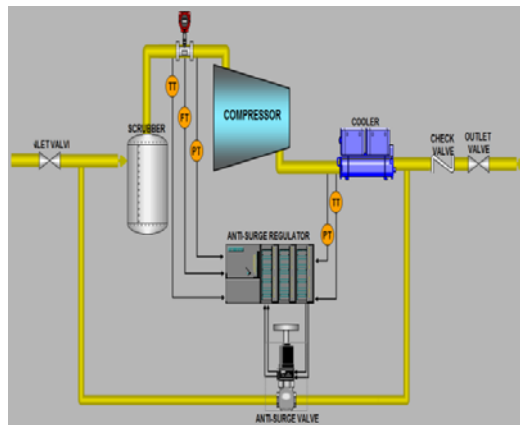 TT
FT
PT
SCRUBBER
COMPRESSOR
COOLER
CHECK
VALVE
OUTLET
VALVE
TT
PT
ANTI-SURGE REGULATOR
ANTI-SURGE VALVE